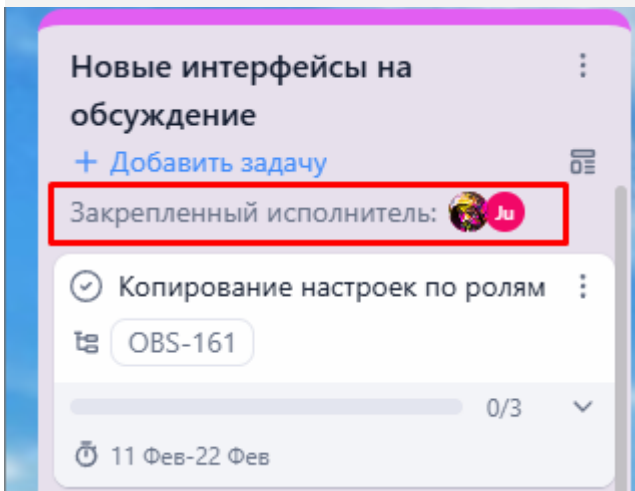 Новые интерфейсы на
обсуждение
+ Добавить задачу
Закрепленный исполнитель: Ju
Копирование настроек по ролям
OBS-161
0/3
11 Фев-22 Фев